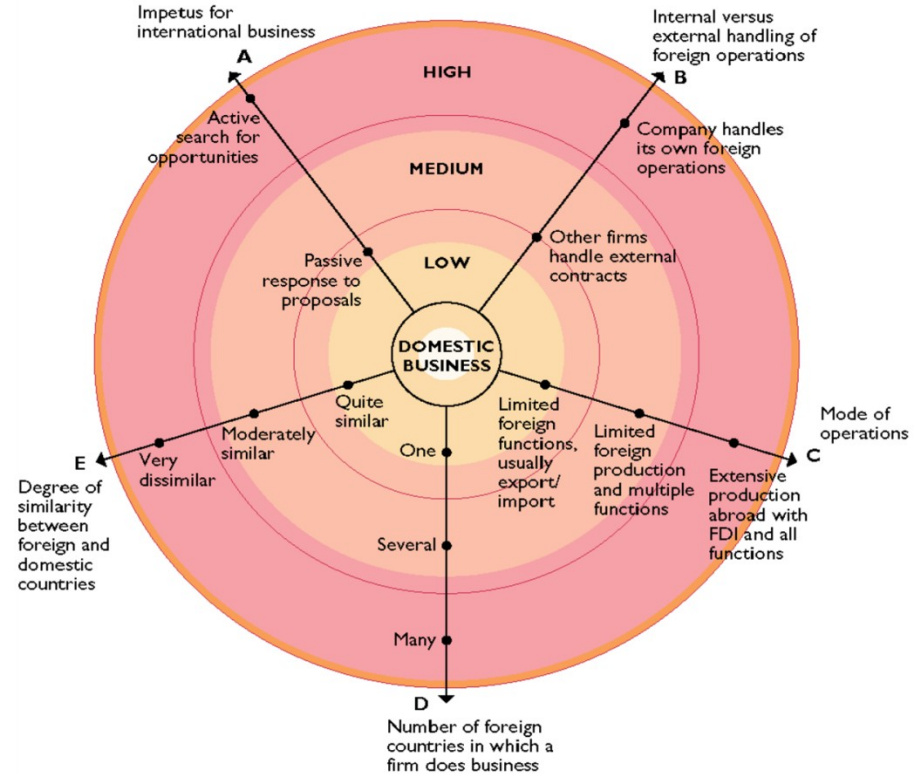 Impetus for
international business
A
Internal versus
external handling of
foreign operations
B
HIGH
Active
search for
opportunities
Company handles
its own foreign
operations
MEDIUM
Passive
response to
proposals
Other firms
handle external
contracts
LOW
DOMESTIC
BUSINESS
Quite
similar
Moderately
similar
Very
dissimilar
E
Degree of
similarity
between
foreign and
domestic
countries
One
Several
Many
D
Number of foreign
countries in which a
firm does business
Limited
foreign
functions,
usually
export/
import
Limited
foreign
production
and multiple
functions
Extensive
production
abroad with
FDI and all
functions
Mode of
operations
C